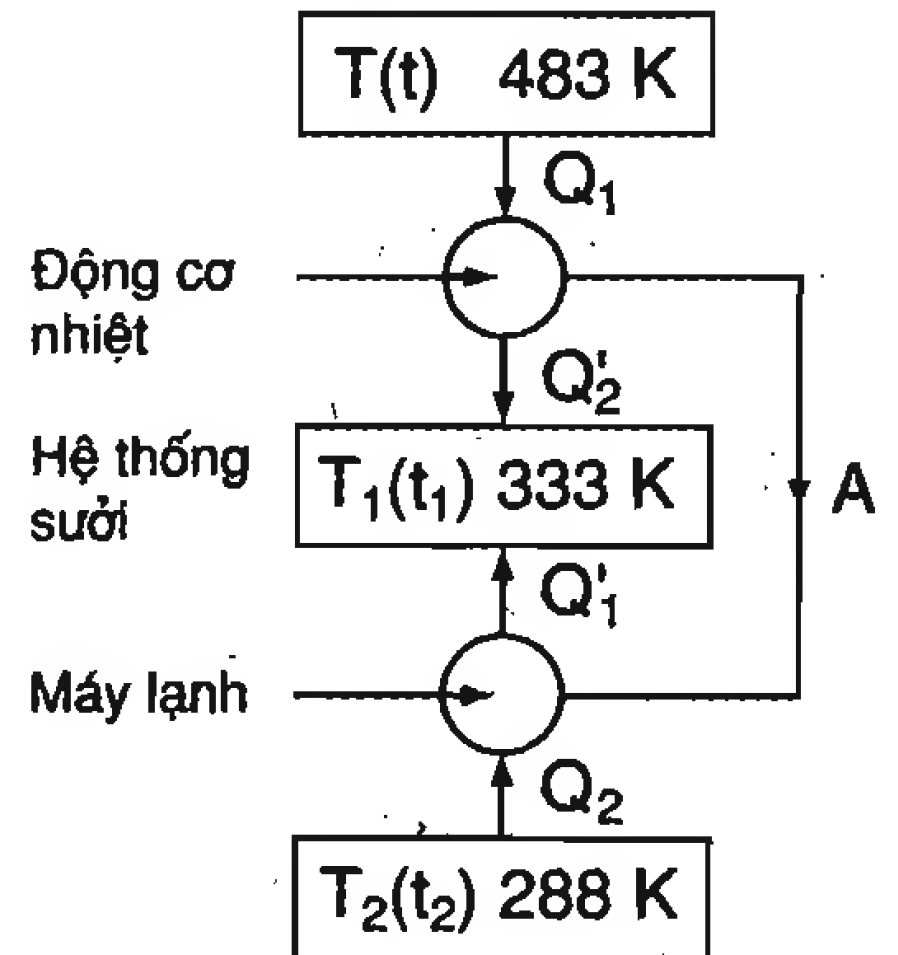 T(t) 483 K
Q₁
Động cơ
nhiệt
Q'₂
Hệ thống
sưởi
T₁(t₁) 333 K
A
Q'₁
Máy lạnh
Q₂
T₂(t₂) 288 K